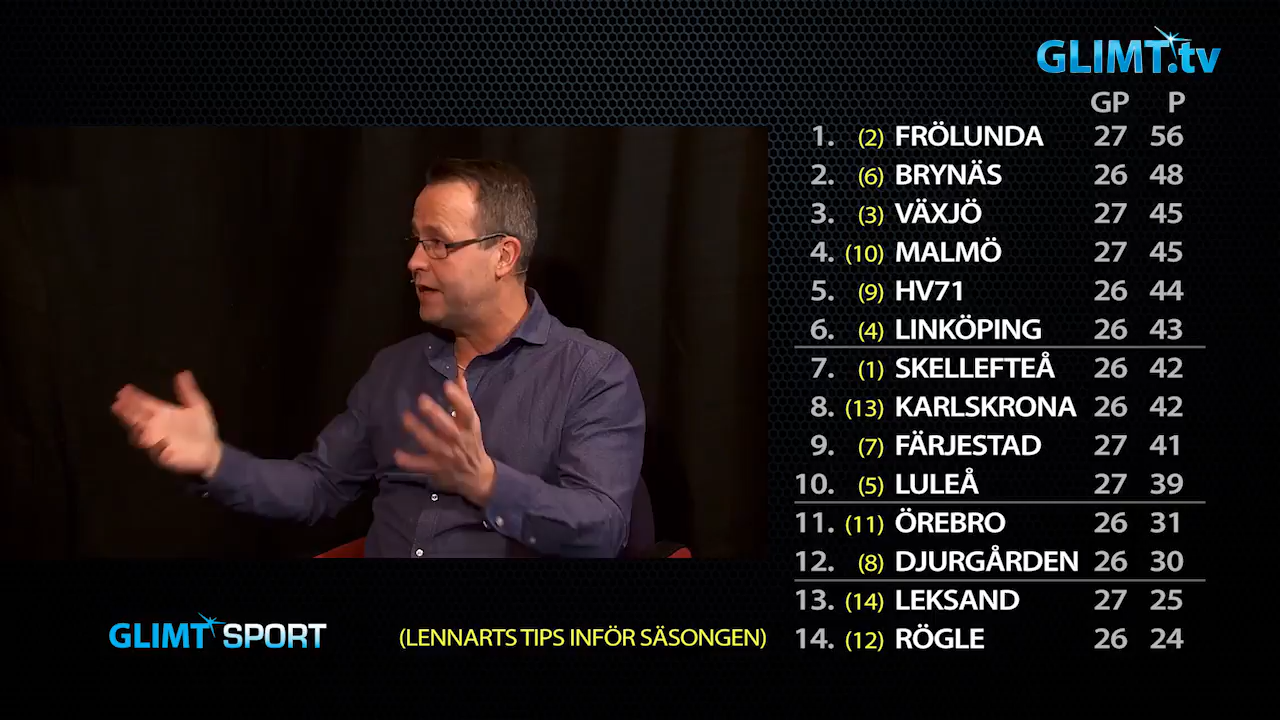 GLIMT.tv
GP P
1. (2) FRÖLUNDA 27 56
2. (6) BRYNÄS 26 48
3. (3) VÄXJÖ 27 45
4. (10) MALMÖ 27 45
5. (9) HV71 26 44
6. (4) LINKÖPING 26 43
7. (1) SKELLEFTEÅ 26 42
8. (13) KARLSKRONA 26 42
9. (7) FÄRJESTAD 27 41
10. (5) LULEÅ 27 39
11. (11) ÖREBRO 26 31
12. (8) DJURGÅRDEN 26 30
13. (14) LEKSAND 27 25
14. (12) RÖGLE 26 24
GLIMT SPORT
(LENNARTS TIPS INFÖR SÄSONGEN)